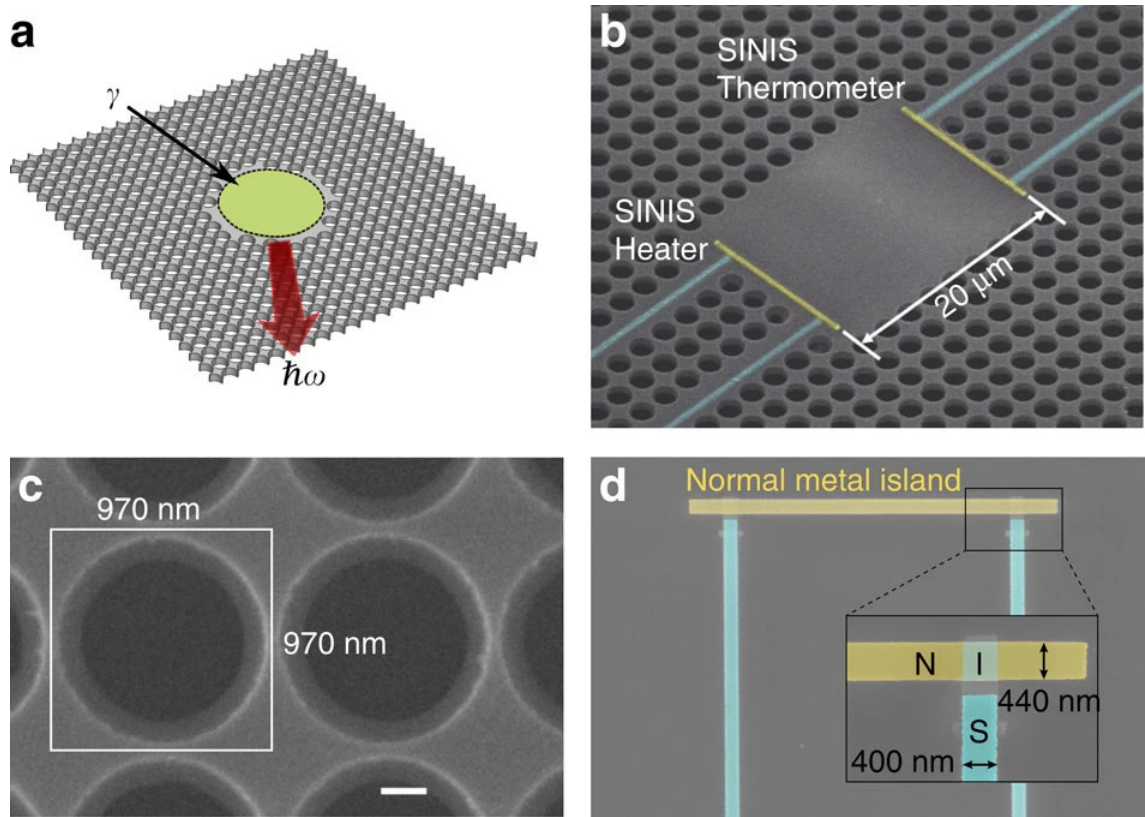 a
γ
ħω
b
SINIS
Thermometer
SINIS
Heater
20 μm
c
970 nm
970 nm
d
Normal metal island
N I
440 nm
S
400 nm